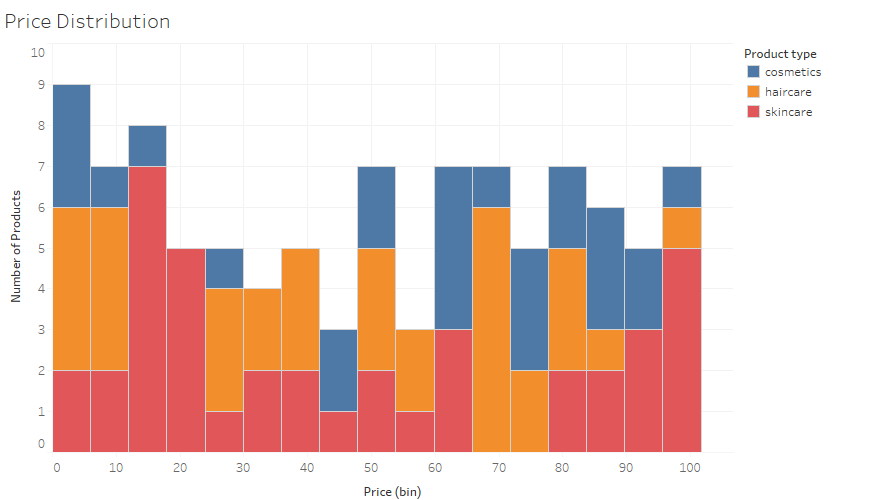 Price Distribution
Product type
cosmetics
haircare
skincare
Number of Products
10
9
8
7
6
5
4
3
2
1
0
0 10 20 30 40 50 60 70 80 90 100
Price (bin)